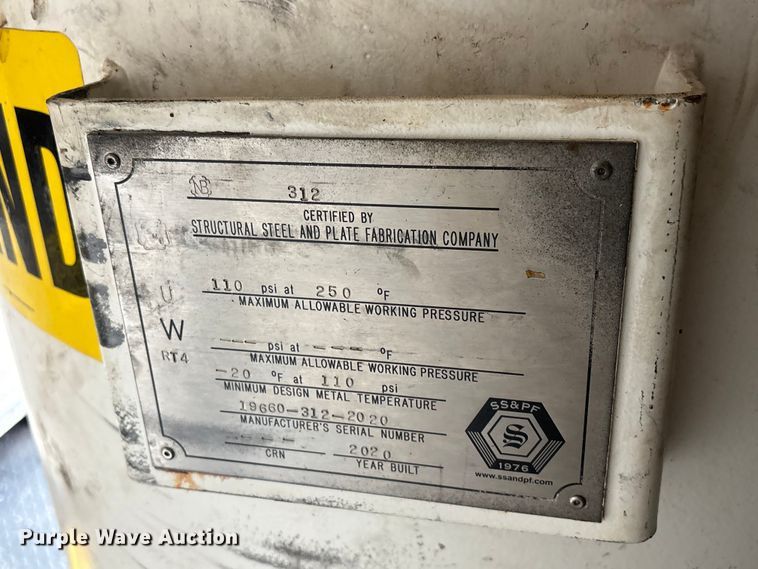 ND
NB 312
CERTIFIED BY
STRUCTURAL STEEL AND PLATE FABRICATION COMPANY
U 110 psi at 250 °F
MAXIMUM ALLOWABLE WORKING PRESSURE
W --- psi at --- °F
RT4 MAXIMUM ALLOWABLE WORKING PRESSURE
-20 °F at 110 psi
MINIMUM DESIGN METAL TEMPERATURE
19660-312-2020
MANUFACTURER'S SERIAL NUMBER
--- 2020
CRN YEAR BUILT
SS&PF
S
1976
www.ssandpf.com
Purple Wave Auction